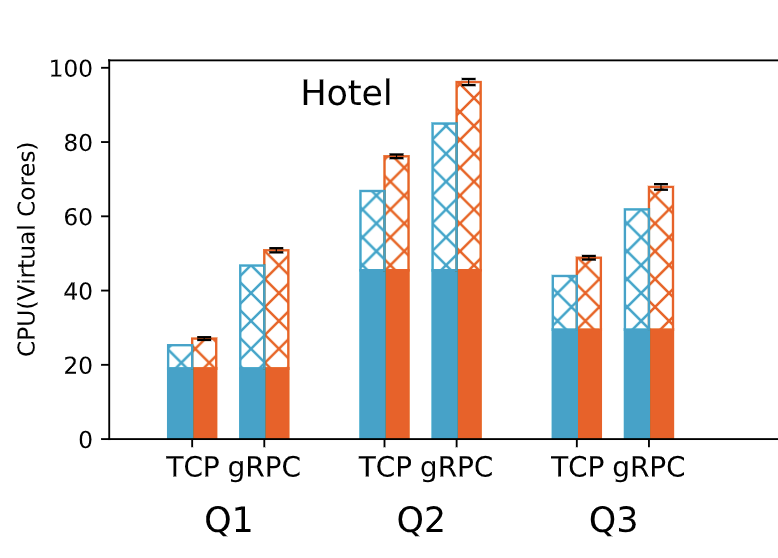 Hotel
CPU(Virtual Cores)
100
80
60
40
20
0
TCP gRPC TCP gRPC TCP gRPC
Q1 Q2 Q3